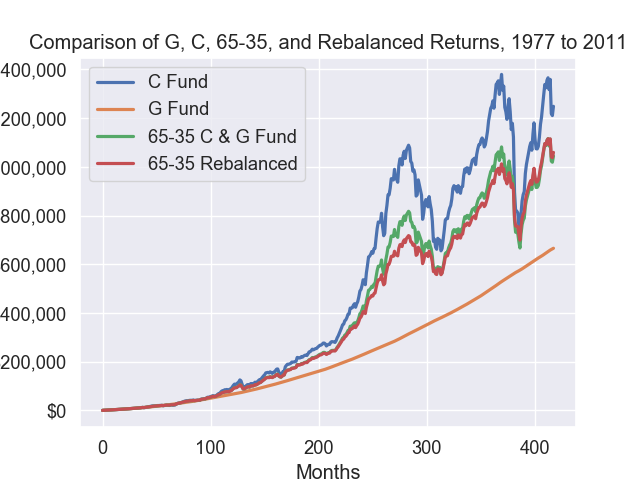 Comparison of G, C, 65-35, and Rebalanced Returns, 1977 to 2011
C Fund
G Fund
65-35 C & G Fund
65-35 Rebalanced
400,000
200,000
00,000
800,000
600,000
400,000
200,000
$0
0 100 200 300 400
Months